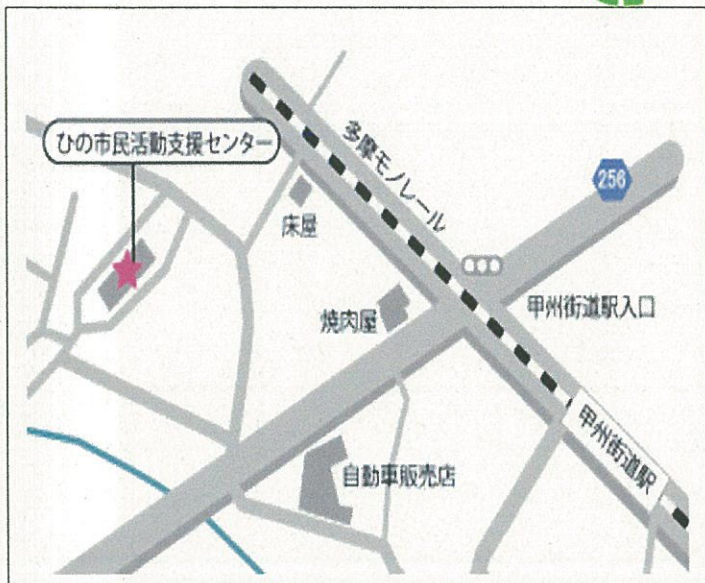 ひの市民活動支援センター
多摩モノレール
256
床屋
焼肉屋
甲州街道駅入口
甲州街道駅
自動車販売店